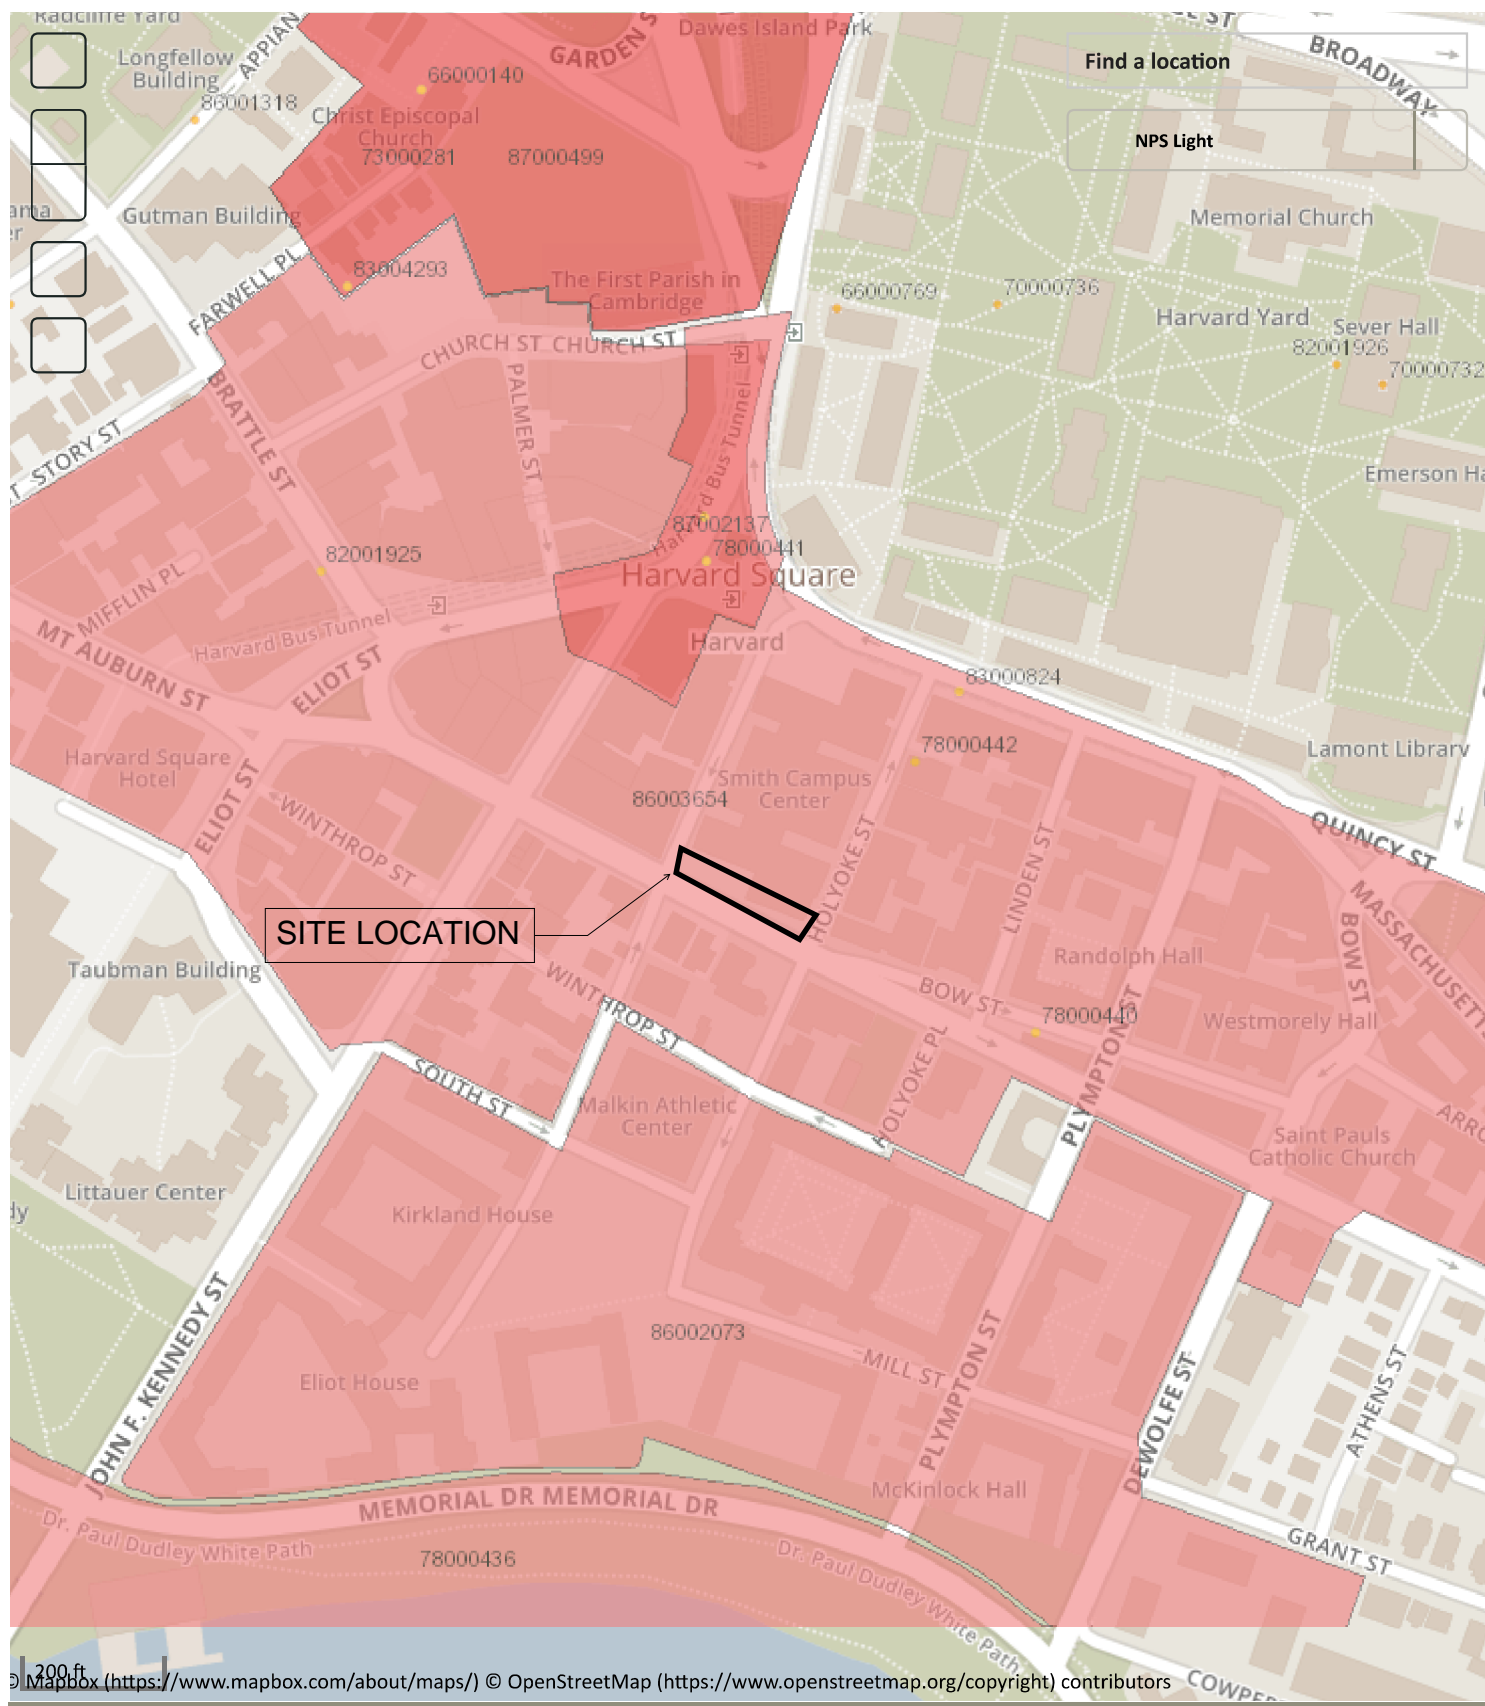 Radcliffe Yard
GARDEN S
Dawes Island Park
E ST
BROADWAY
Longfellow
Building
APPIAN
66000140
Find a location
86001318
Christ Episcopal
Church
73000281
87000499
NPS Light
ama
er
Gutman Building
Memorial Church
FARWELL PL
83004293
The First Parish in
Cambridge
66000769
70000736
Harvard Yard
Sever Hall
82001926
70000732
CHURCH ST
CHURCH ST
BRATTLE ST
PALMER ST
Harvard Bus Tunnel
T STORY ST
Emerson Ha
87002137
78000441
Harvard Square
82001925
MIFFLIN PL
Harvard Bus Tunnel
MT AUBURN ST
ELIOT ST
Harvard
83000824
78000442
Lamont Library
Harvard Square
Hotel
Smith Campus
Center
86003654
ELIOT ST
WINTHROP ST
HOLYOKE ST
LINDEN ST
QUINCY ST
MASSACHUSETT
BOW ST
SITE LOCATION
Taubman Building
Randolph Hall
WINTHROP ST
BOW ST
78000440
Westmorely Hall
HOLYOKE PL
PLYMPTON ST
SOUTH ST
Malkin Athletic
Center
ARRO
Saint Pauls
Catholic Church
Littauer Center
dy
Kirkland House
86002073
MILL ST
Eliot House
JOHN F. KENNEDY ST
PLYMPTON ST
DEWOLFE ST
ATHENS ST
McKinlock Hall
MEMORIAL DR
MEMORIAL DR
Dr. Paul Dudley White Path
78000436
Dr. Paul Dudley White Path
GRANT ST
200 ft
© Mapbox (https://www.mapbox.com/about/maps/) © OpenStreetMap (https://www.openstreetmap.org/copyright) contributors
COWPER